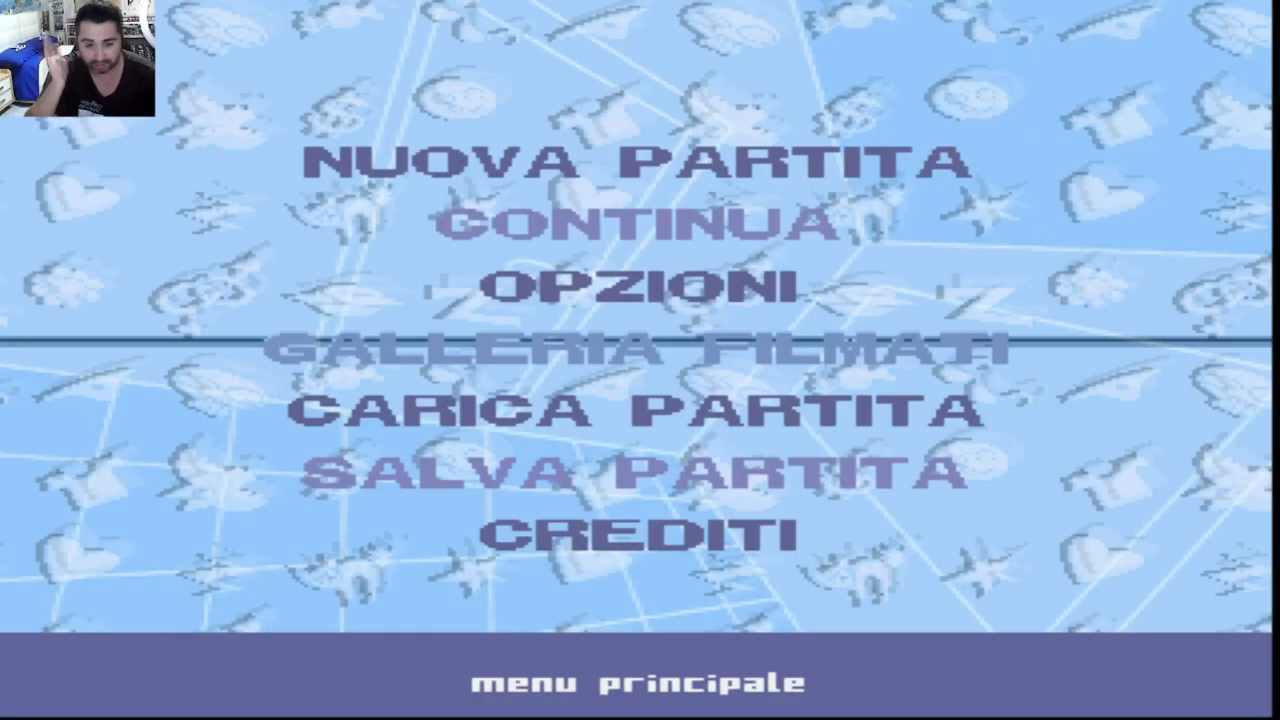 NUOVA PARTITA
CONTINUA
OPZIONI
GALLERIA FILMATI
CARICA PARTITA
SALVA PARTITA
CREDITI
menu principale